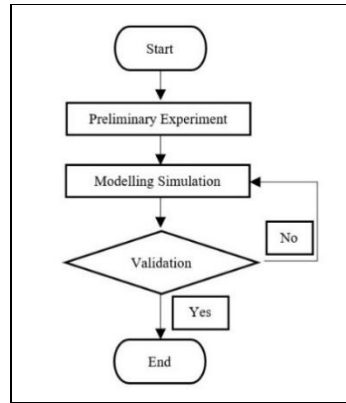 Start
Preliminary Experiment
Modelling Simulation
No
Validation
Yes
End